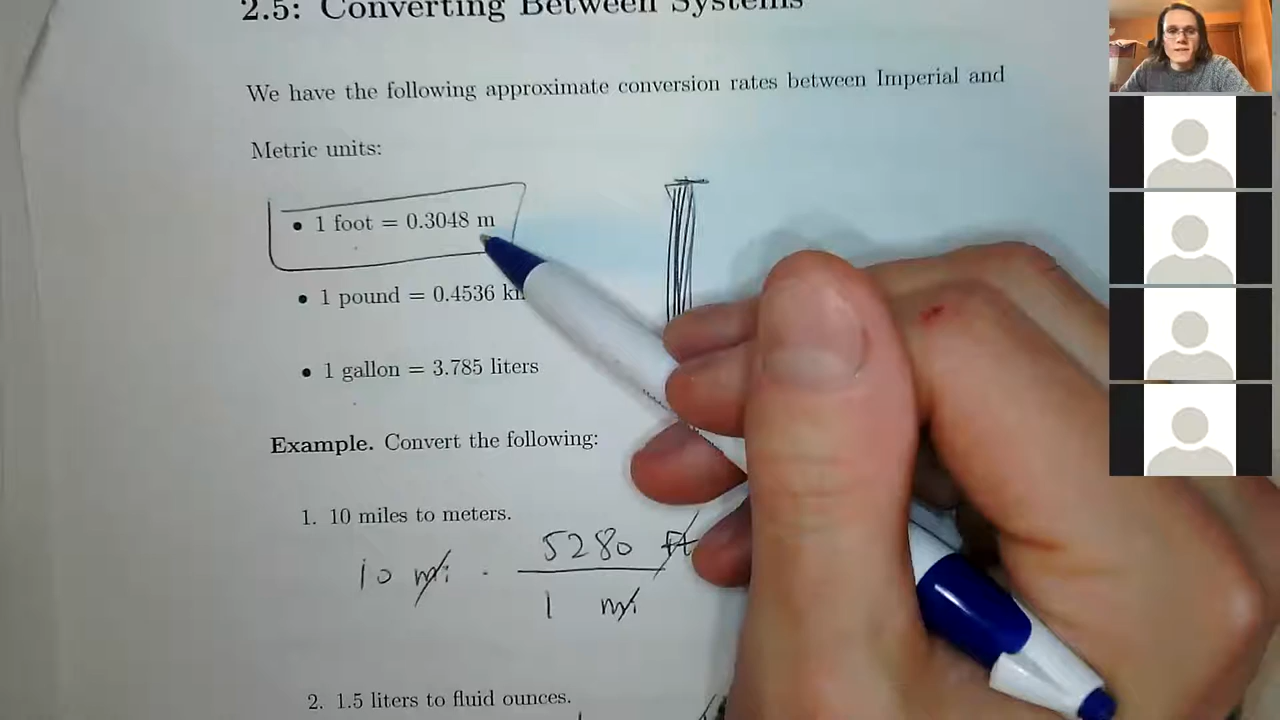 2.5: Converting Between Systems
We have the following approximate conversion rates between Imperial and
Metric units:
• 1 foot = 0.3048 m
• 1 pound = 0.4536
• 1 gallon = 3.785 liters
Example. Convert the following:
1. 10 miles to meters.
10 mi · 5280 ft
1 mi
2. 1.5 liters to fluid ounces.